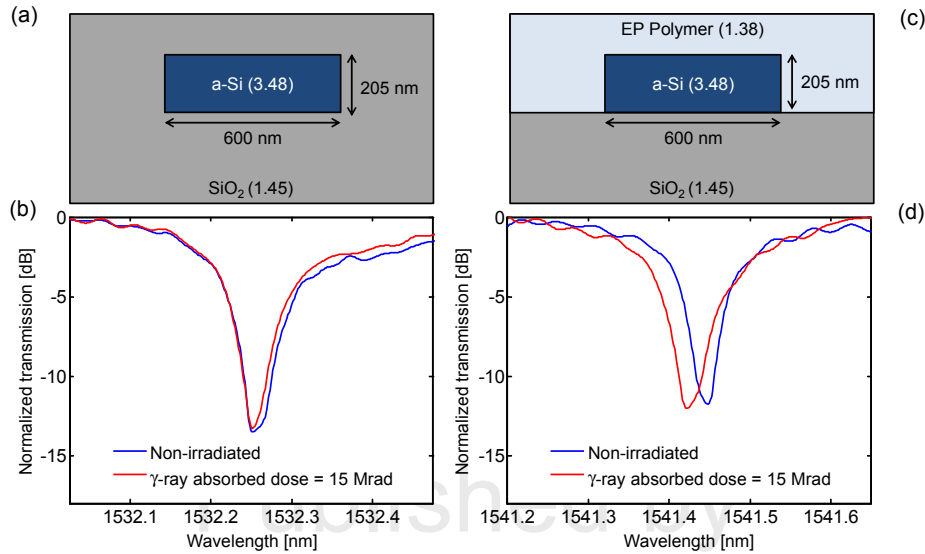 (a)
a-Si (3.48)
205 nm
600 nm
SiO2 (1.45)
(c)
EP Polymer (1.38)
a-Si (3.48)
205 nm
600 nm
SiO2 (1.45)
(b)
Normalized transmission [dB]
0
-5
-10
-15
Non-irradiated
γ-ray absorbed dose = 15 Mrad
1532.1 1532.2 1532.3 1532.4
Wavelength [nm]
(d)
Normalized transmission [dB]
0
-5
-10
-15
Non-irradiated
γ-ray absorbed dose = 15 Mrad
1541.2 1541.3 1541.4 1541.5 1541.6
Wavelength [nm]
Published by